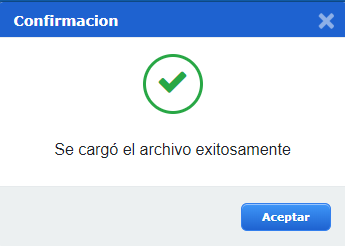 Confirmacion
Se cargó el archivo exitosamente
Aceptar